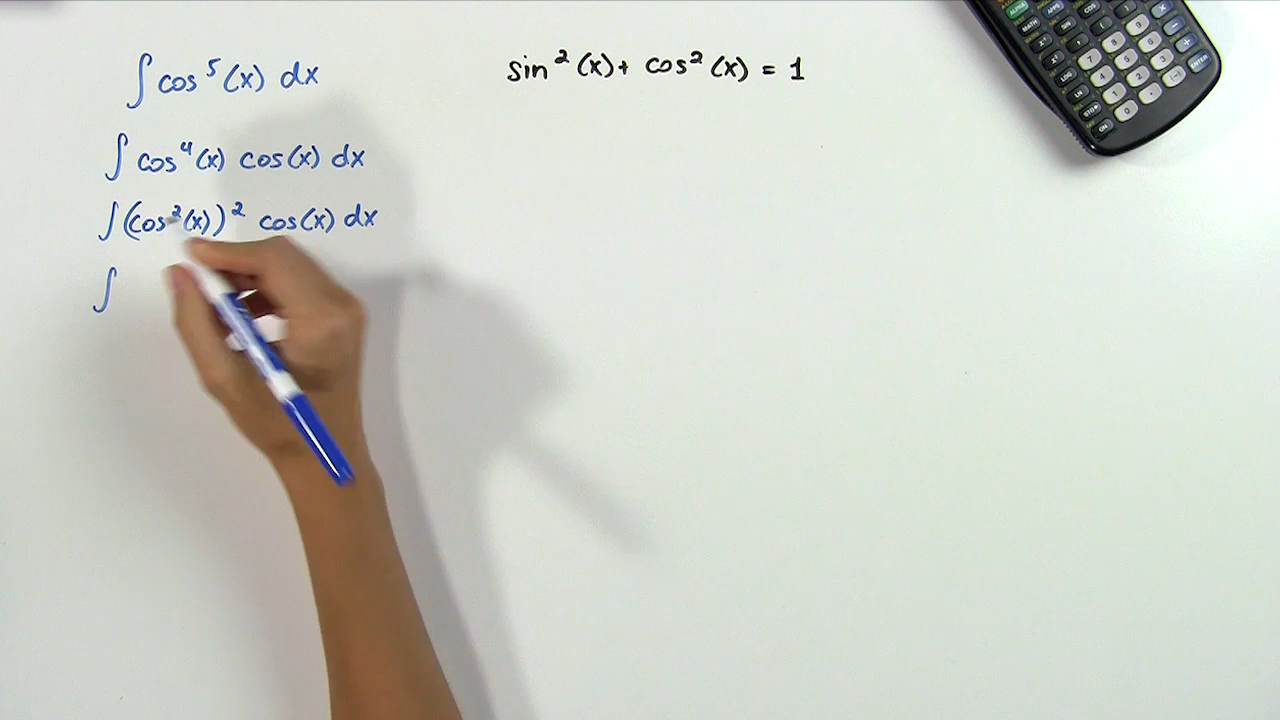 ∫ cos⁵(x) dx
sin²(x) + cos²(x) = 1
∫ cos⁴(x) cos(x) dx
∫ (cos²(x))² cos(x) dx
∫